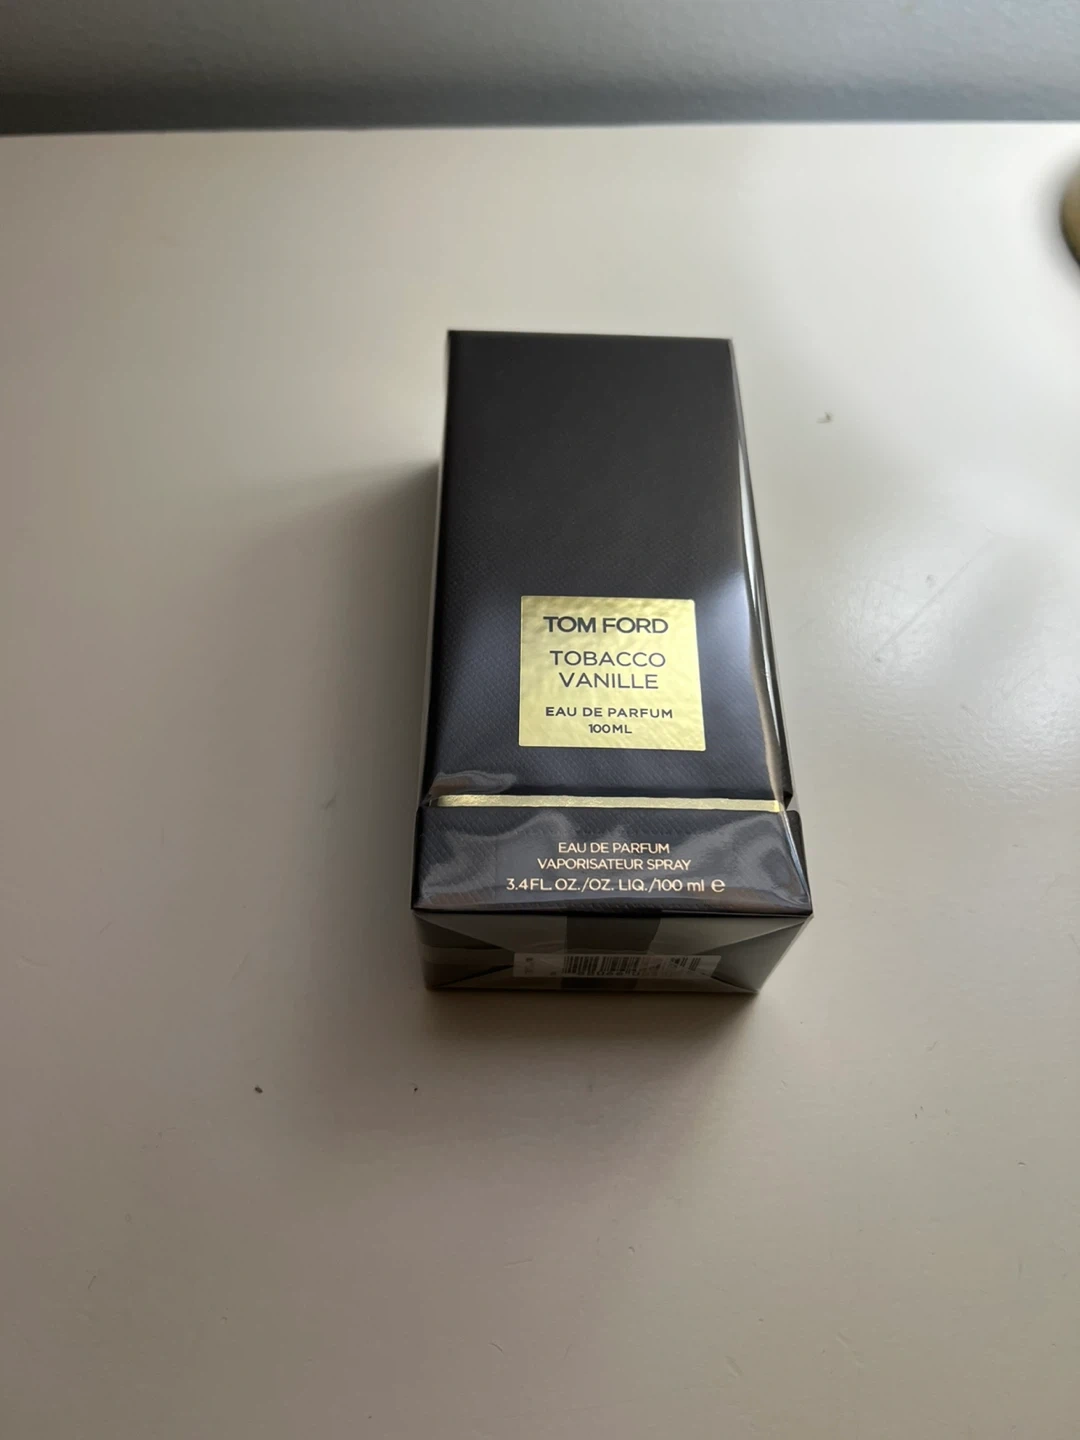 TOM FORD
TOBACCO
VANILLE
EAU DE PARFUM
100ML
EAU DE PARFUM
VAPORISATEUR SPRAY
3.4FL.OZ./OZ. LIQ./100 ml ℮